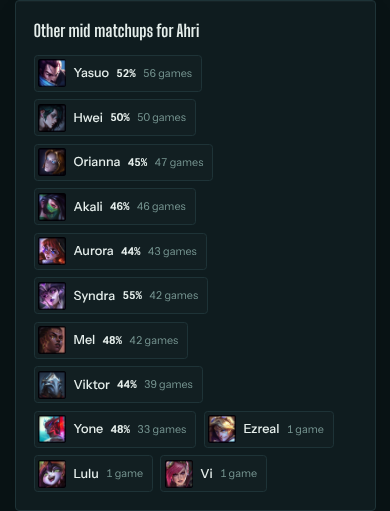 Other mid matchups for Ahri
Yasuo 52% 56 games
Hwei 50% 50 games
Orianna 45% 47 games
Akali 46% 46 games
Aurora 44% 43 games
Syndra 55% 42 games
Mel 48% 42 games
Viktor 44% 39 games
Yone 48% 33 games Ezreal 1 game
Lulu 1 game Vi 1 game